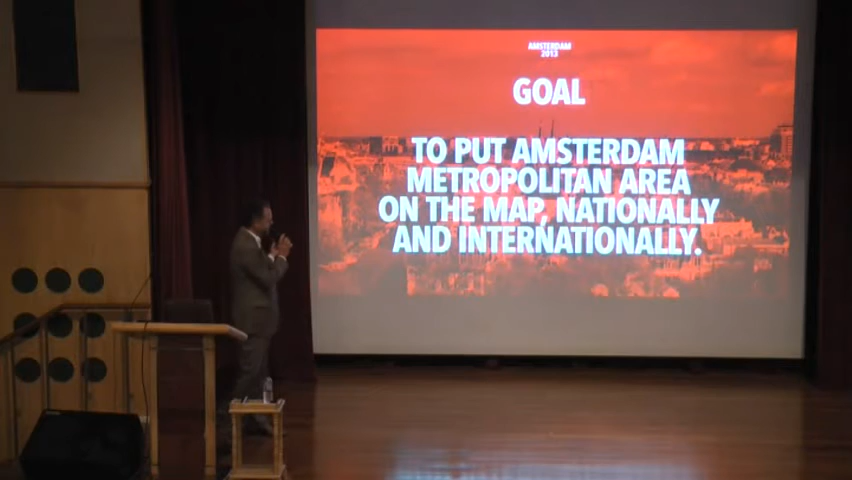 AMSTERDAM
2013
GOAL
TO PUT AMSTERDAM
METROPOLITAN AREA
ON THE MAP, NATIONALLY
AND INTERNATIONALLY.